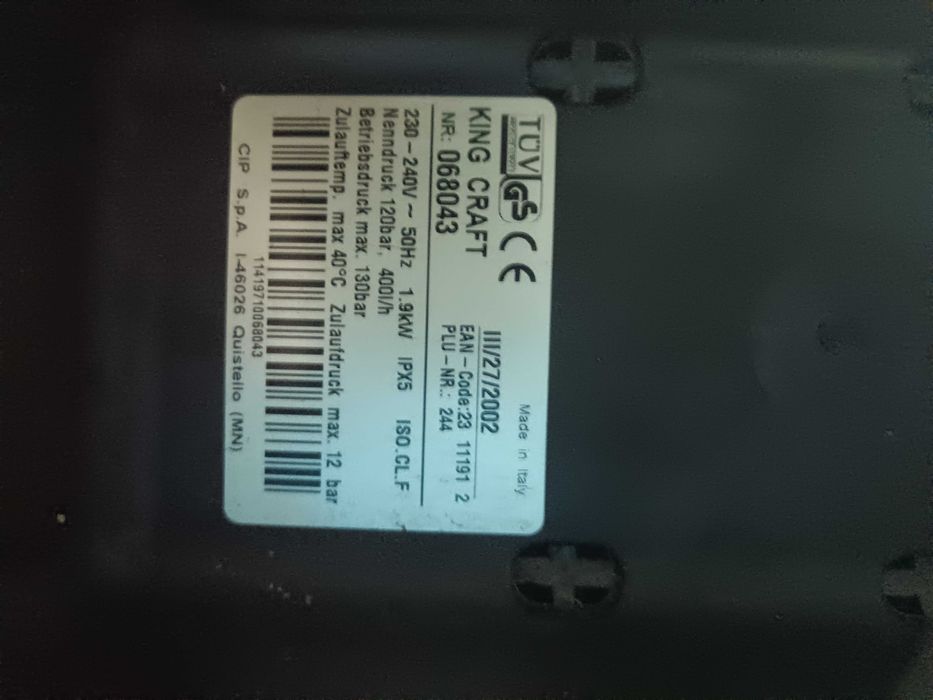 TÜV GS CE
Made in Italy
KING CRAFT
III/27/2002
NR: 068043
EAN-Code:23 11191 2
PLU-NR.: 244
230-240V~ 50Hz 1.9kW IPX5 ISO.CL.F
Nenndruck 120bar, 400l/h
Betriebsdruck max. 130bar
Zulauftemp. max 40°C Zulaufdruck max. 12 bar
11419710068043
CIP S.p.A. I-46026 Quistello (MN)